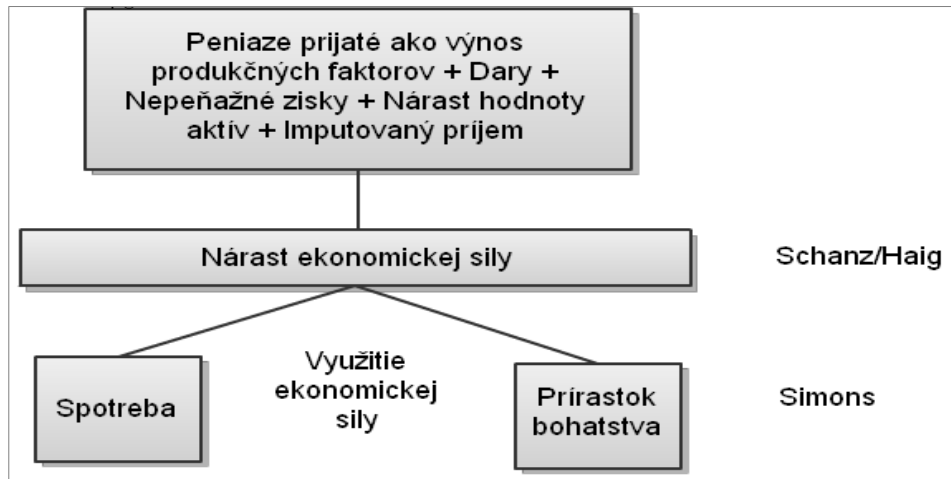 Peniaze prijaté ako výnos
produkčných faktorov + Dary +
Nepeňažné zisky + Nárast hodnoty
aktív + Imputovaný príjem
Nárast ekonomickej sily
Schanz/Haig
Spotreba
Využitie
ekonomickej
sily
Prírastok
bohatstva
Simons